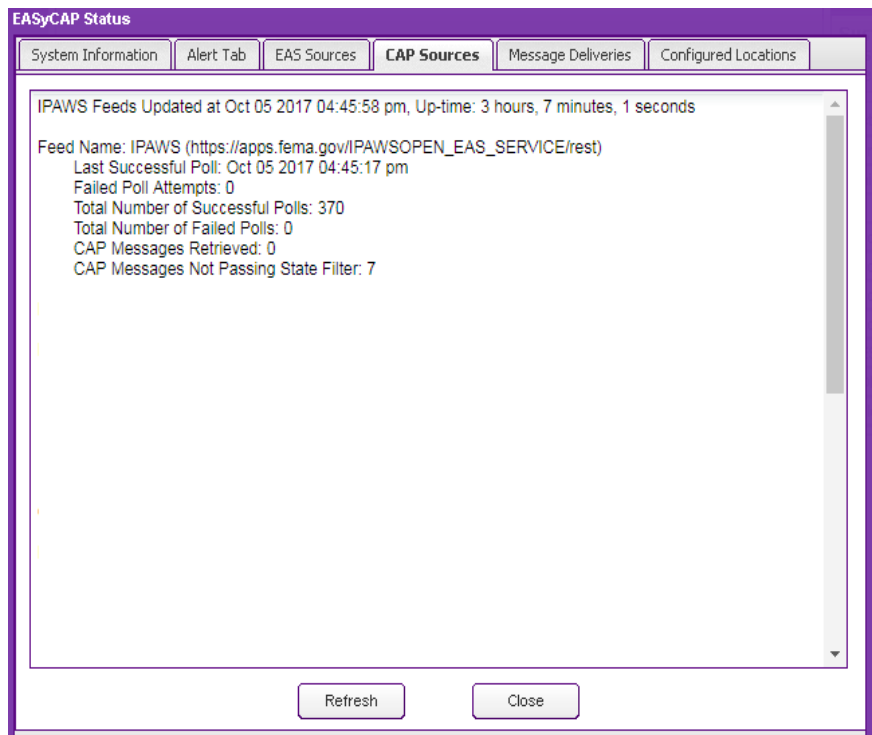 EASyCAP Status
System Information Alert Tab EAS Sources CAP Sources Message Deliveries Configured Locations
IPAWS Feeds Updated at Oct 05 2017 04:45:58 pm, Up-time: 3 hours, 7 minutes, 1 seconds
Feed Name: IPAWS (https://apps.fema.gov/IPAWSOPEN_EAS_SERVICE/rest)
Last Successful Poll: Oct 05 2017 04:45:17 pm
Failed Poll Attempts: 0
Total Number of Successful Polls: 370
Total Number of Failed Polls: 0
CAP Messages Retrieved: 0
CAP Messages Not Passing State Filter: 7
Refresh Close